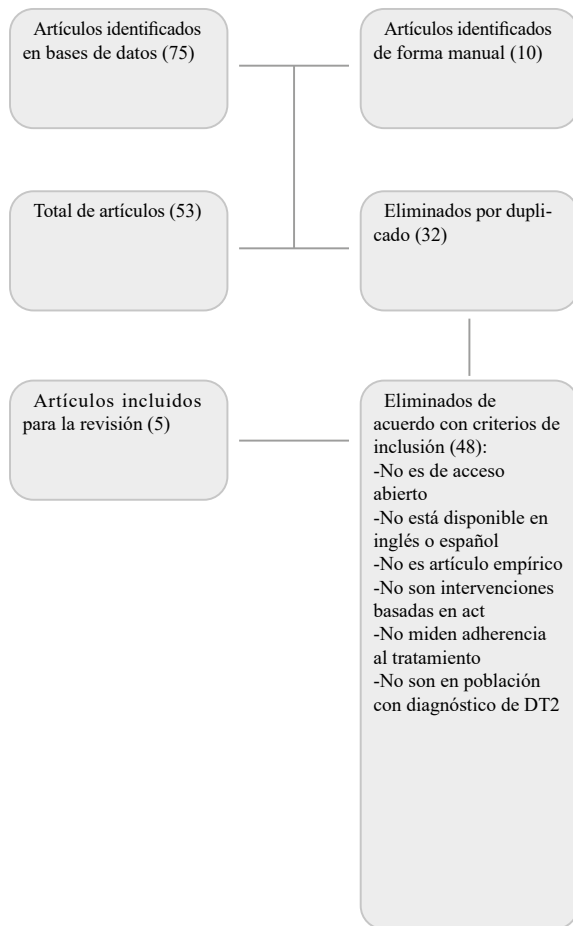 Artículos identificados
en bases de datos (75)
Artículos identificados
de forma manual (10)
Total de artículos (53)
Eliminados por dupli-
cado (32)
Artículos incluidos
para la revisión (5)
Eliminados de
acuerdo con criterios de
inclusión (48):
-No es de acceso
abierto
-No está disponible en
inglés o español
-No es artículo empírico
-No son intervenciones
basadas en act
-No miden adherencia
al tratamiento
-No son en población
con diagnóstico de DT2